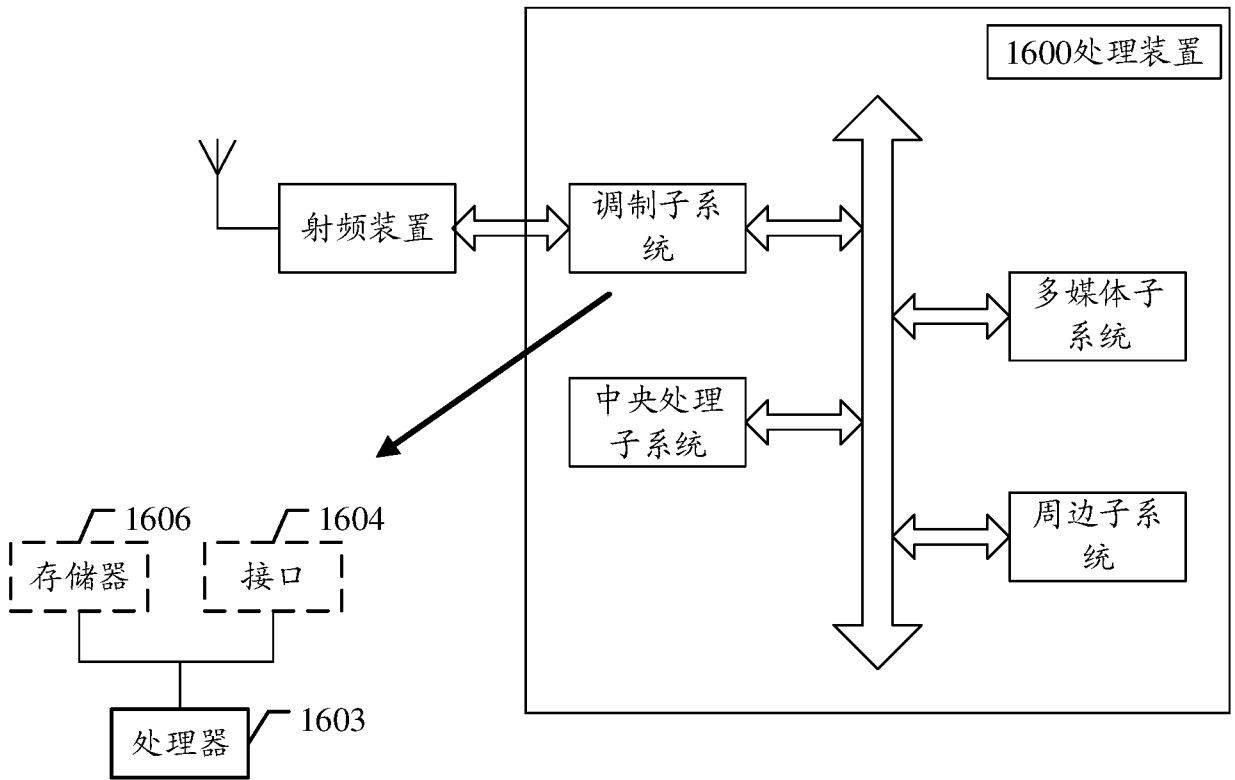 1600处理装置
射频装置
调制子系
统
多媒体子
系统
中央处理
子系统
周边子系
统
1606
1604
存储器
接口
处理器
1603